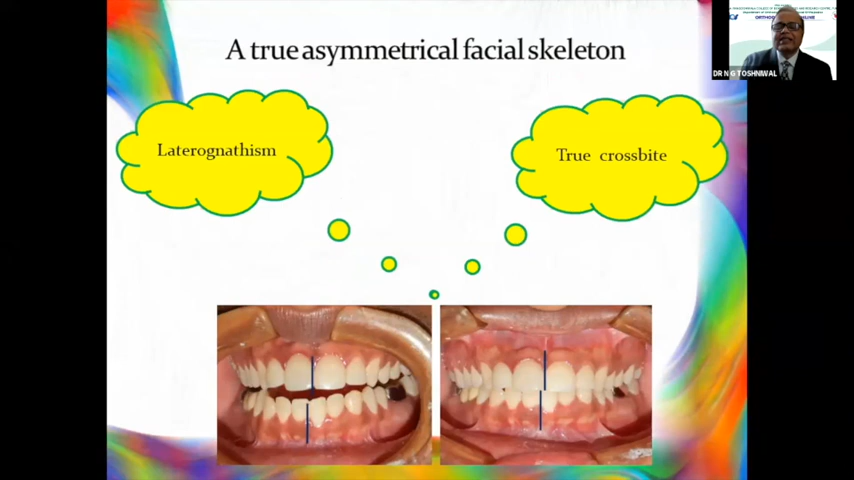 A true asymmetrical facial skeleton
Laterognathism
True crossbite
DR N G TOSHNIWAL